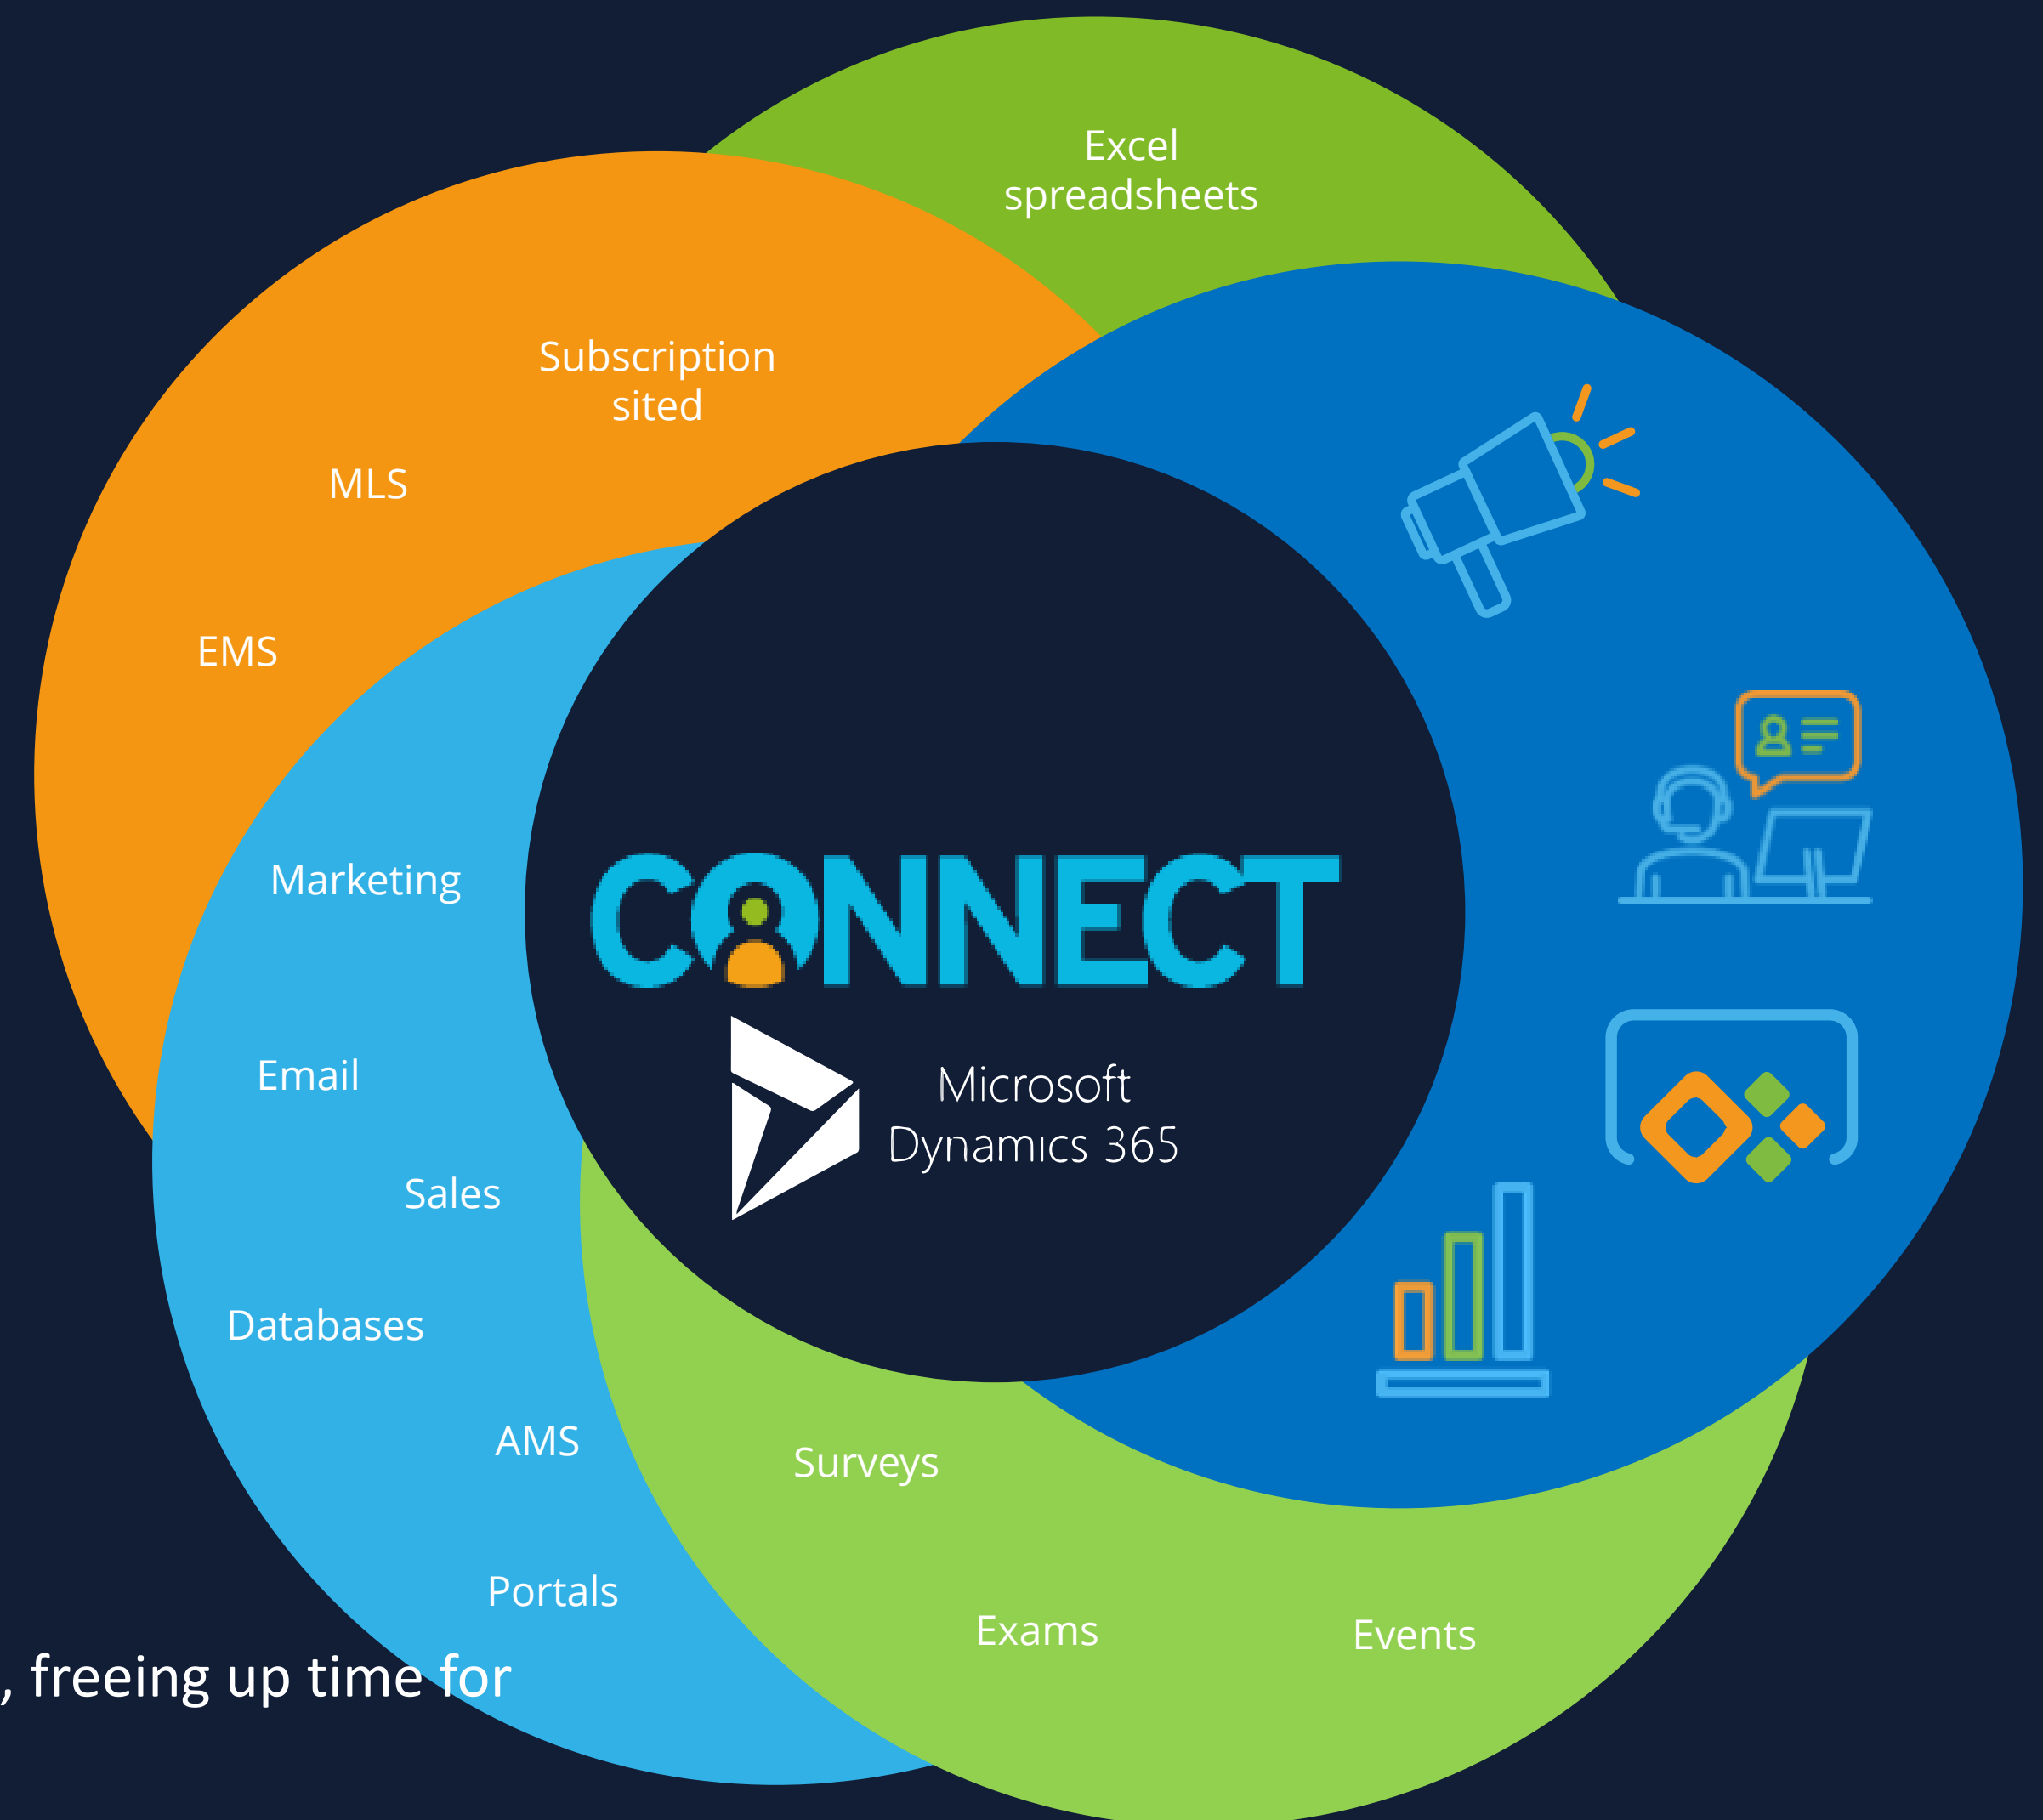 Excel
spreadsheets
Subscription
sited
MLS
EMS
Marketing
CONNECT
Email
Microsoft
Dynamics 365
Sales
Databases
AMS
Surveys
Portals
Exams
Events
, freeing up time for